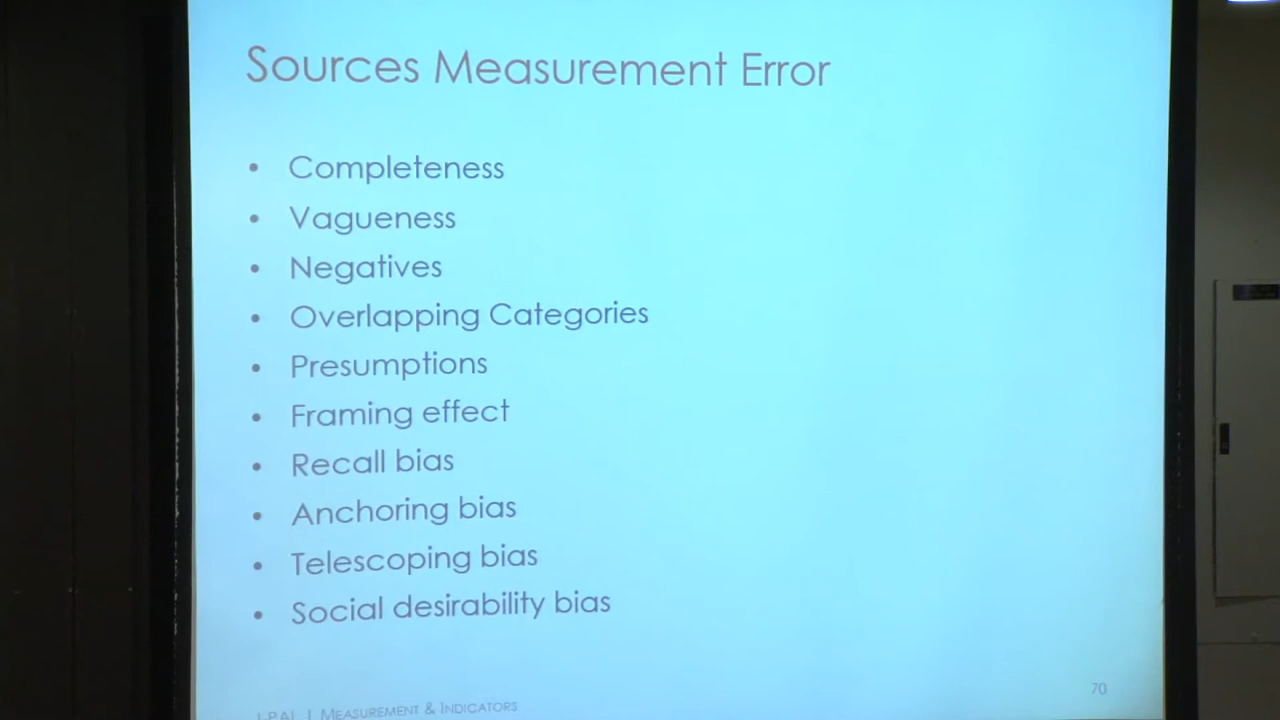 Sources Measurement Error
• Completeness
• Vagueness
• Negatives
• Overlapping Categories
• Presumptions
• Framing effect
• Recall bias
• Anchoring bias
• Telescoping bias
• Social desirability bias
70
J-PAL | MEASUREMENT & INDICATORS